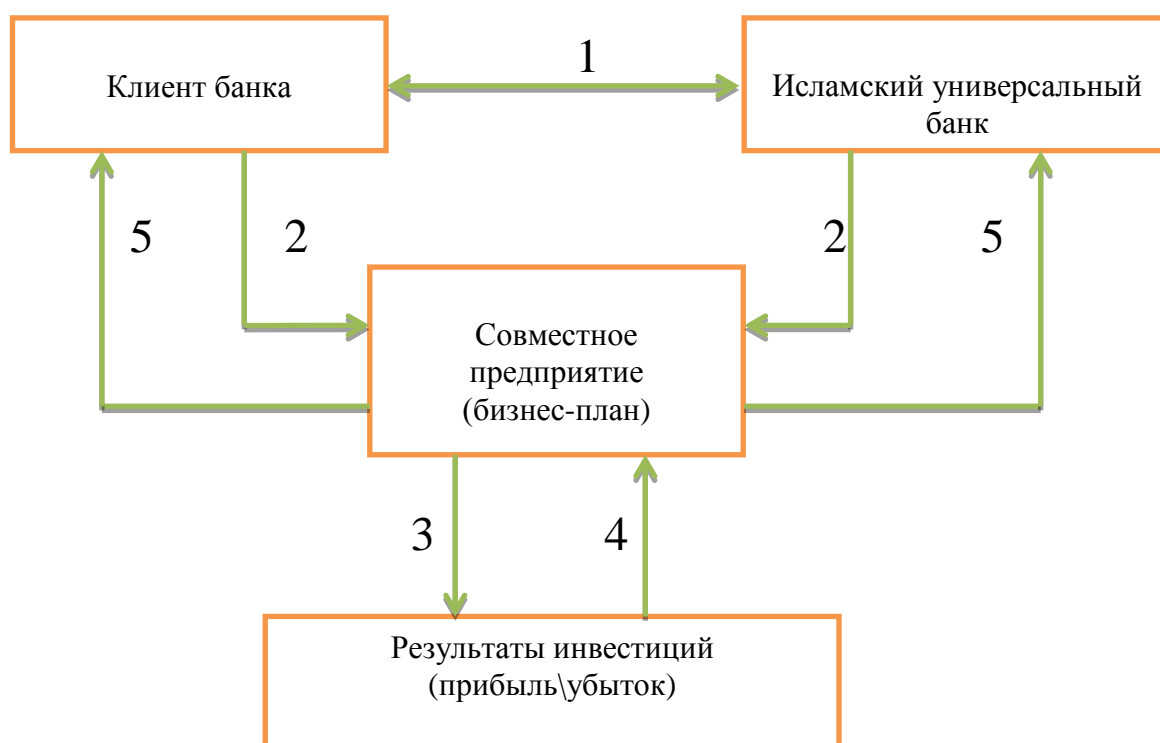 1
Клиент банка
Исламский универсальный
банк
5
2
2
5
Совместное
предприятие
(бизнес-план)
3
4
Результаты инвестиций
(прибыль\убыток)